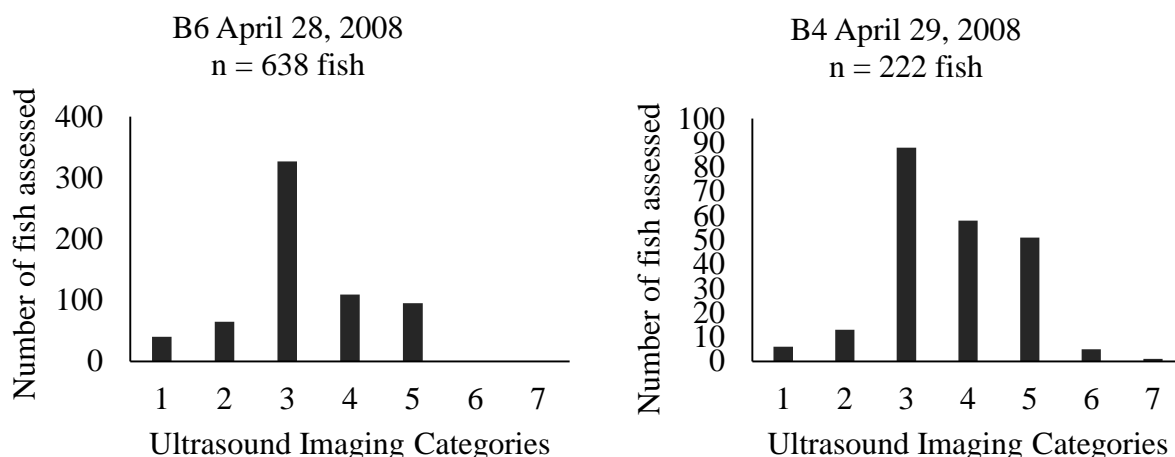 B6 April 28, 2008
n = 638 fish
Number of fish assessed
400
300
200
100
0
1 2 3 4 5 6 7
Ultrasound Imaging Categories
B4 April 29, 2008
n = 222 fish
Number of fish assessed
100
90
80
70
60
50
40
30
20
10
0
1 2 3 4 5 6 7
Ultrasound Imaging Categories